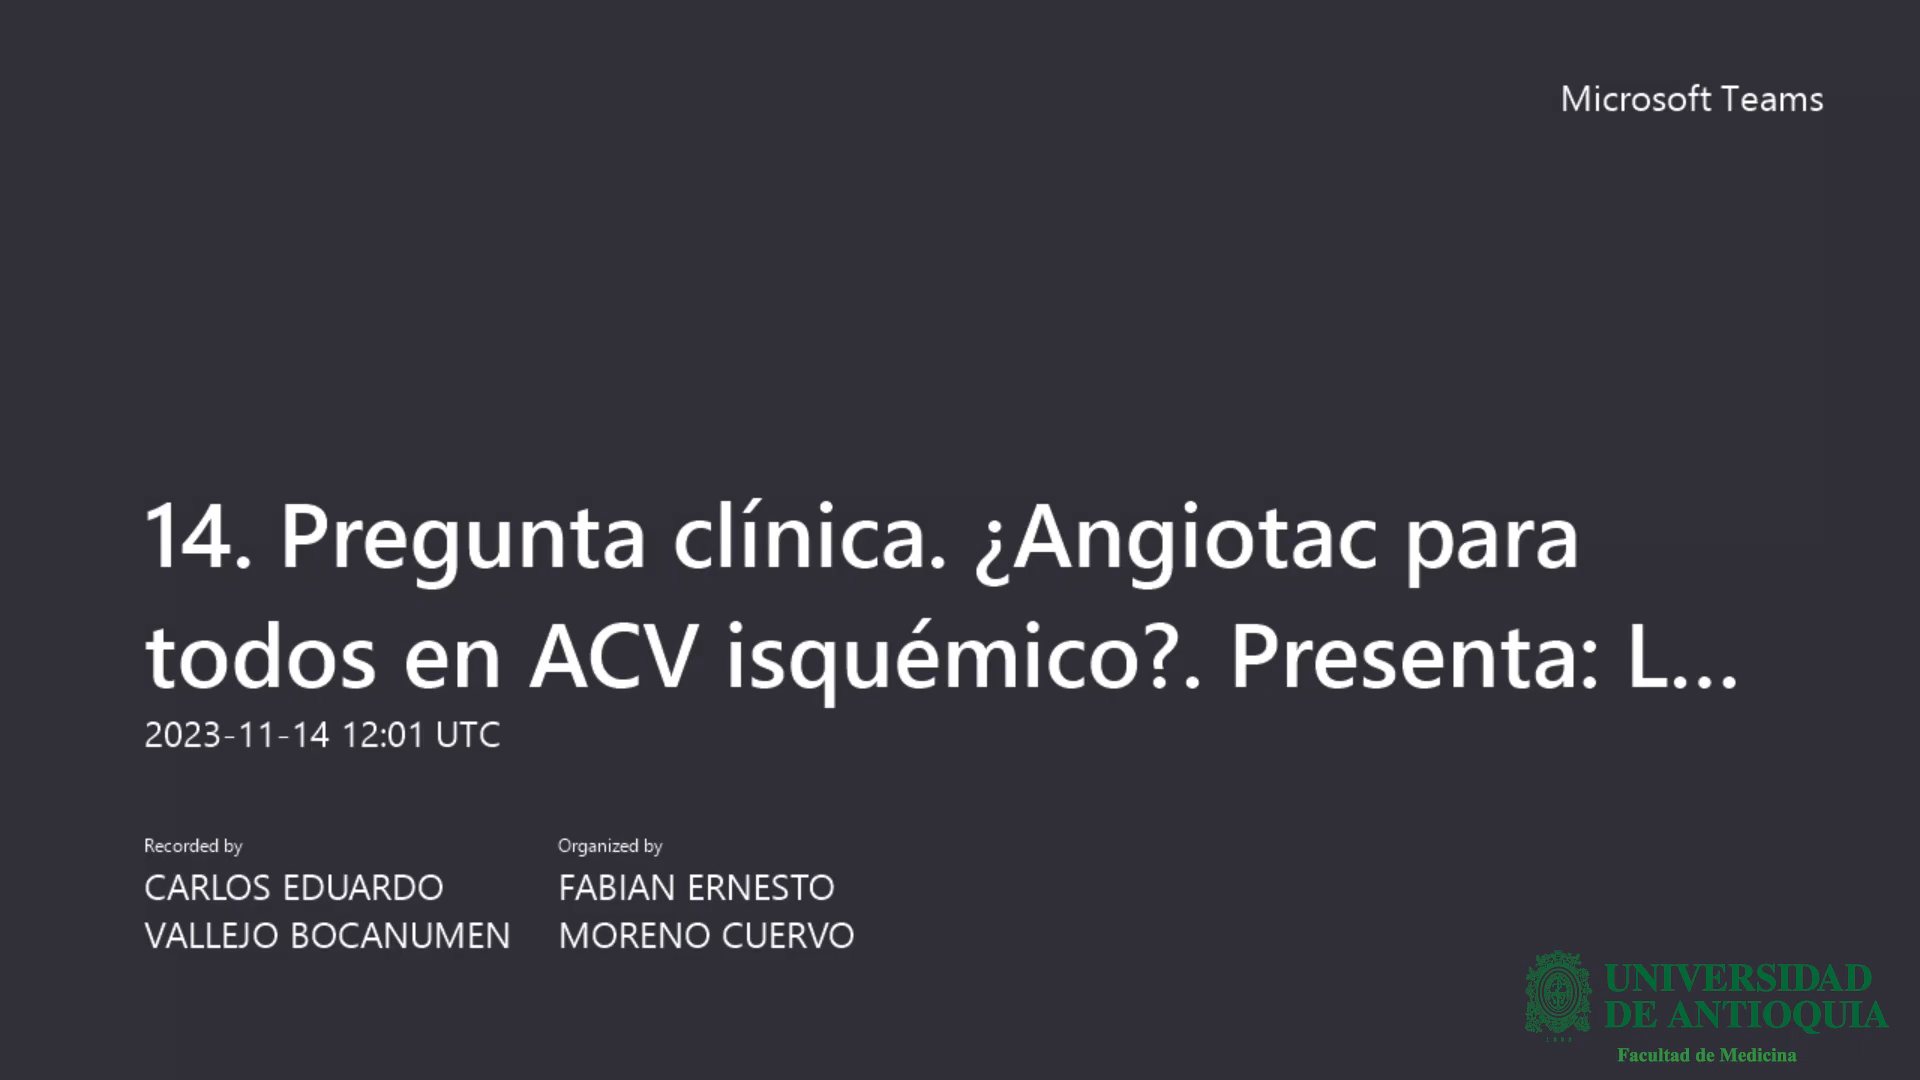 Microsoft Teams
14. Pregunta clínica. ¿Angiotac para
todos en ACV isquémico?. Presenta: L...
2023-11-14 12:01 UTC
Recorded by
CARLOS EDUARDO
VALLEJO BOCANUMEN
Organized by
FABIAN ERNESTO
MORENO CUERVO
UNIVERSIDAD
DE ANTIOQUIA
Facultad de Medicina